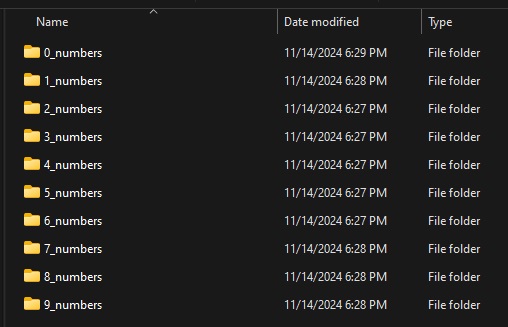 Name Date modified Type
0_numbers 11/14/2024 6:29 PM File folder
1_numbers 11/14/2024 6:28 PM File folder
2_numbers 11/14/2024 6:27 PM File folder
3_numbers 11/14/2024 6:27 PM File folder
4_numbers 11/14/2024 6:27 PM File folder
5_numbers 11/14/2024 6:27 PM File folder
6_numbers 11/14/2024 6:27 PM File folder
7_numbers 11/14/2024 6:28 PM File folder
8_numbers 11/14/2024 6:28 PM File folder
9_numbers 11/14/2024 6:28 PM File folder